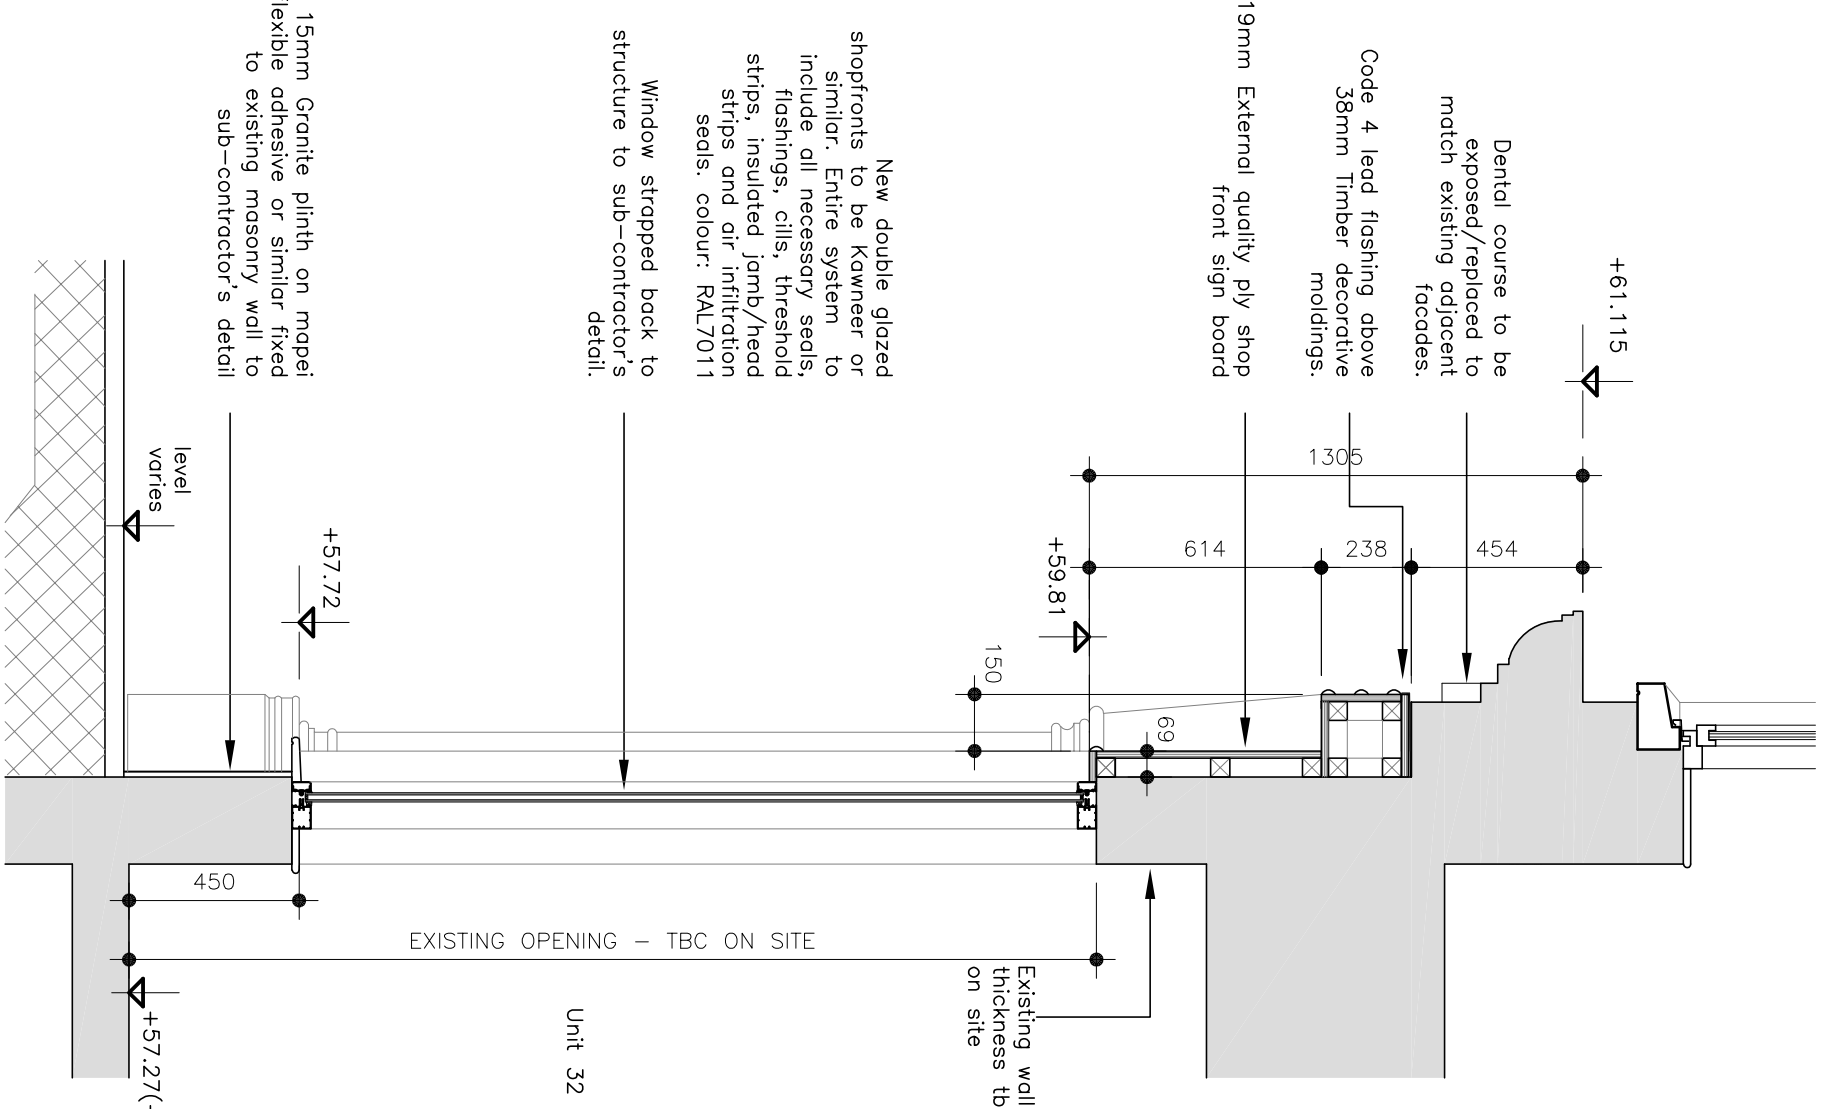 +61.115
Dental course to be
exposed/replaced to
match existing adjacent
facades.
Code 4 lead flashing above
38mm Timber decorative
moldings.
19mm External quality ply shop
front sign board
New double glazed
shopfronts to be Kawneer or
similar. Entire system to
include all necessary seals,
flashings, cills, threshold
strips, insulated jamb/head
strips and air infiltration
seals. colour: RAL7011
Window strapped back to
structure to sub-contractor's
detail.
15mm Granite plinth on mapei
flexible adhesive or similar fixed
to existing masonry wall to
sub-contractor's detail
level
varies
+57.72
+59.81
1305
614
238
454
150
69
450
EXISTING OPENING - TBC ON SITE
Existing wall
thickness
on site
Unit 32
+57.27(